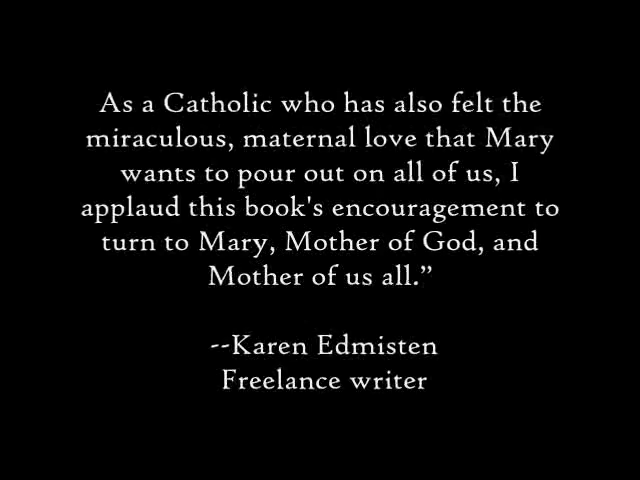 As a Catholic who has also felt the
miraculous, maternal love that Mary
wants to pour out on all of us, I
applaud this book's encouragement to
turn to Mary, Mother of God, and
Mother of us all.”
--Karen Edmisten
Freelance writer